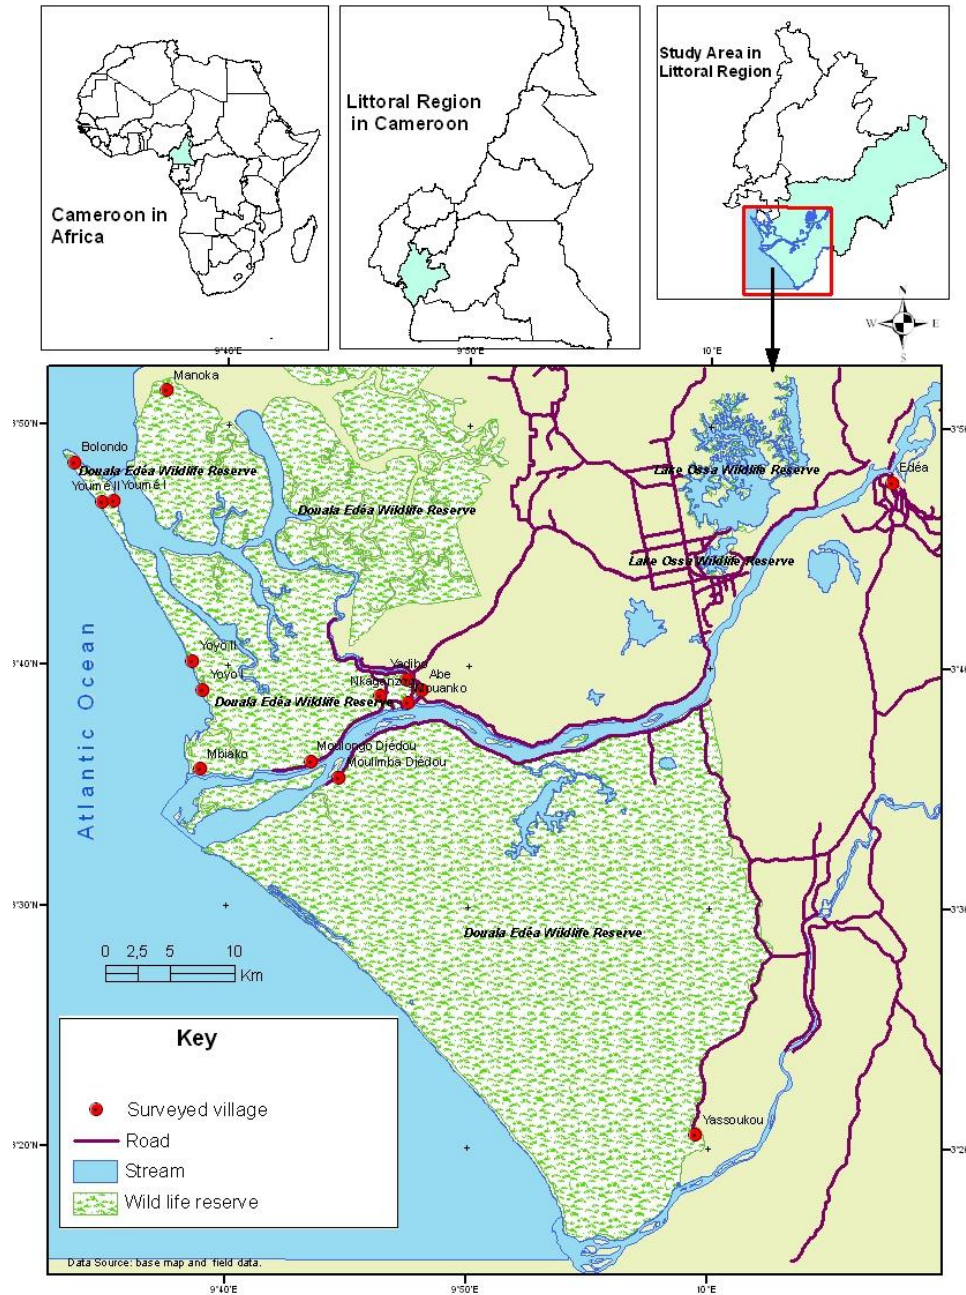 Cameroon in
Africa
Littoral Region
in Cameroon
Study Area in
Littoral Region
N
W
E
S
9°40'E
9°50'E
10°E
Manoka
Bolondo
Douala Edéa Wildlife Reserve
Youmé II
Youmé I
Douala Edéa Wildlife Reserve
Lake Ossa Wildlife Reserve
Edéa
Lake Ossa Wildlife Reserve
Atlantic Ocean
Yoyo II
Yoyo I
Yadibo
Abe
Mouanko
Douala Edéa Wildlife Reserve
Mbiako
Moulongo Djédou
Moulimba Djédou
Douala Edéa Wildlife Reserve
Yassoukou
3°40'N
3°30'N
3°20'N
0 2,5 5 10
Km
Key
Surveyed village
Road
Stream
Wild life reserve
Data Source: base map and field data.
9°40'E
9°50'E
10°E